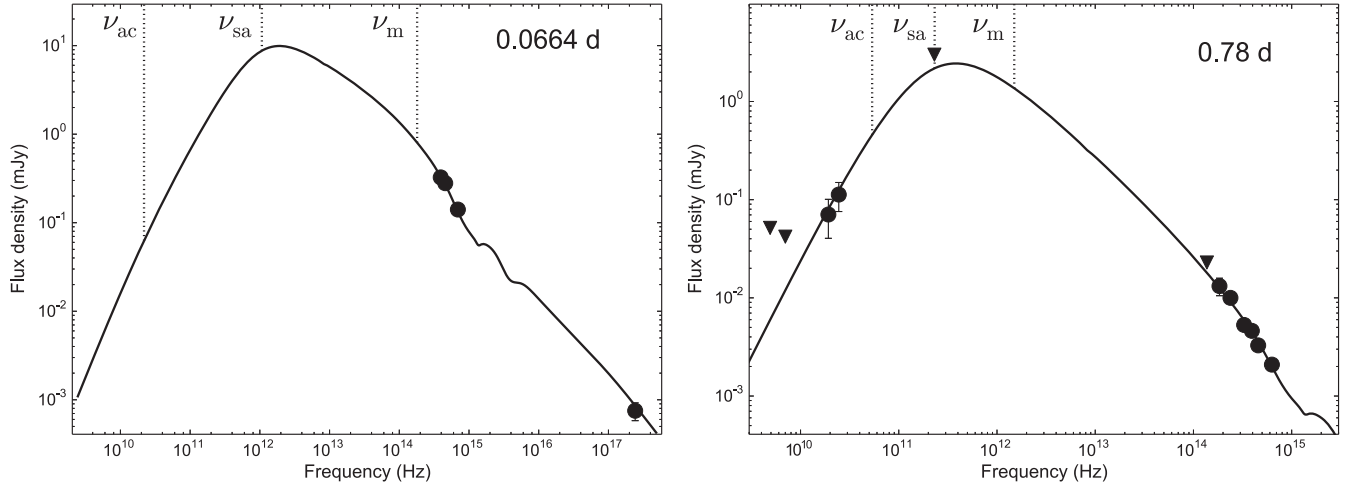 ν_ac ν_sa ν_m
0.0664 d
Flux density (mJy)
10^1
10^0
10^-1
10^-2
10^-3
10^10 10^11 10^12 10^13 10^14 10^15 10^16 10^17
Frequency (Hz)
ν_ac ν_sa ν_m
0.78 d
Flux density (mJy)
10^0
10^-1
10^-2
10^-3
10^10 10^11 10^12 10^13 10^14 10^15
Frequency (Hz)